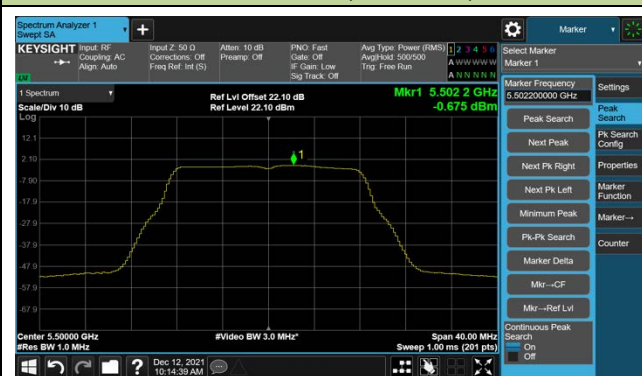 Spectrum Analyzer 1
Swept SA
+
Marker
KEYSIGHT
Input: RF
Coupling: AC
Align: Auto
Input Z: 50 Ω
Corrections: Off
Freq Ref: Int (S)
Atten: 10 dB
Preamp: Off
PNO: Fast
Gate: Off
IF Gain: Low
Sig Track: Off
Avg Type: Power (RMS)
Avg|Hold: 500/500
Trig: Free Run
1 2 3 4 5 6
A W W W W W
A N N N N N
LM
Select Marker
Marker 1
1 Spectrum
Scale/Div 10 dB
Log
Ref Lvl Offset 22.10 dB
Ref Level 22.10 dBm
Mkr1 5.502 2 GHz
-0.675 dBm
12.1
2.10
-7.90
-17.9
-27.9
-37.9
-47.9
-57.9
-67.9
1
Center 5.50000 GHz
#Res BW 1.0 MHz
#Video BW 3.0 MHz*
Span 40.00 MHz
Sweep 1.00 ms (201 pts)
Marker Frequency
5.502200000 GHz
Peak Search
Next Peak
Next Pk Right
Next Pk Left
Minimum Peak
Pk-Pk Search
Marker Delta
Mkr→CF
Mkr→Ref Lvl
Continuous Peak
Search
On
Off
Settings
Peak
Search
Pk Search
Config
Properties
Marker
Function
Marker→
Counter
?
Dec 12, 2021
10:14:39 AM